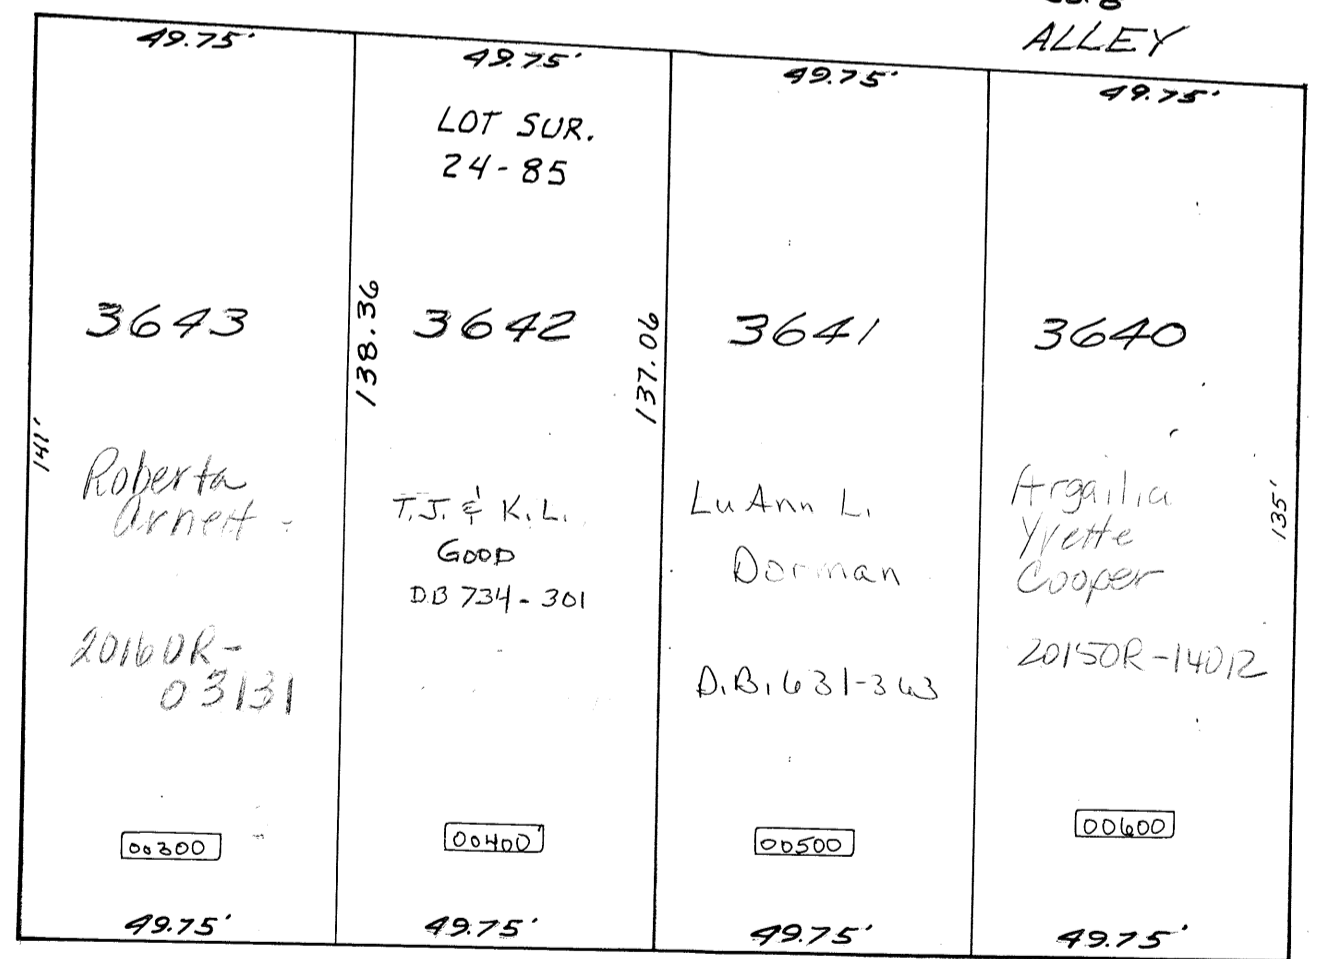 ALLEY
49.75'
49.75'
49.75'
49.75'
LOT SUR.
24-85
3643
138.36
3642
137.06
3641
3640
141'
Roberta
Arnett
T.J. & K.L.
GOOD
D.B 734-301
LuAnn L.
Dorman
Argailia
Yvette
Cooper
135'
20160R-
03131
D.B. 631-363
20150R-14012
00300
00400
00500
00600
49.75'
49.75'
49.75'
49.75'